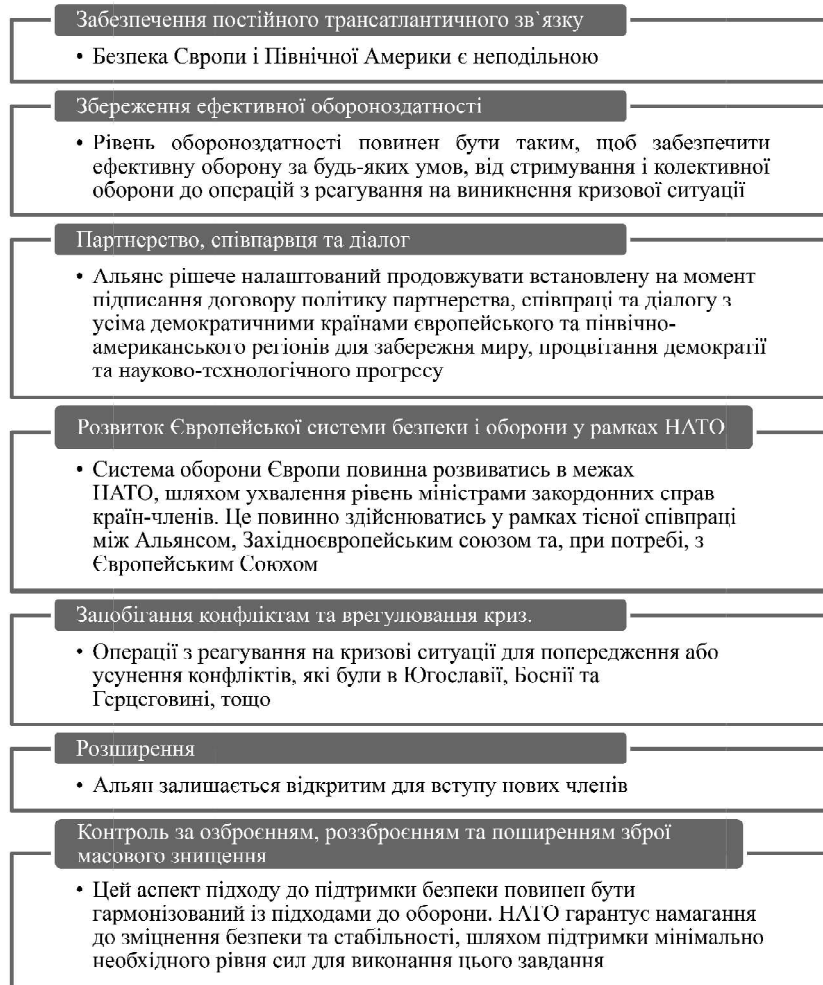 Забезпечення постійного трансатлантичного зв`язку
• Безпека Європи і Північної Америки є неподільною
Збереження ефективної обороноздатності
• Рівень обороноздатності повинен бути таким, щоб забезпечити
ефективну оборону за будь-яких умов, від стримування і колективної
оборони до операцій з реагування на виникнення кризової ситуації
Партнерство, співпарвця та діалог
• Альянс рішече налаштований продовжувати встановлену на момент
підписання договору політику партнерства, співпраці та діалогу з
усіма демократичними країнами європейського та пінвічно-
американського регіонів для забережня миру, процвітання демократії
та науково-технологічного прогресу
Розвиток Європейської системи безпеки і оборони у рамках НАТО
• Система оборони Європи повинна розвиватись в межах
НАТО, шляхом ухвалення рівень міністрами закордонних справ
країн-членів. Це повинно здійснюватись у рамках тісної співпраці
між Альянсом, Західноєвропейським союзом та, при потребі, з
Європейським Союхом
Запобігання конфліктам та врегулювання криз.
• Операції з реагування на кризові ситуації для попередження або
усунення конфліктів, які були в Югославії, Боснії та
Герцеговині, тощо
Розширення
• Альян залишається відкритим для вступу нових членів
Контроль за озброєнням, роззброєнням та поширенням зброї
масового знищення
• Цей аспект підходу до підтримки безпеки повинен бути
гармонізований із підходами до оборони. НАТО гарантує намагання
до зміцнення безпеки та стабільності, шляхом підтримки мінімально
необхідного рівня сил для виконання цього завдання